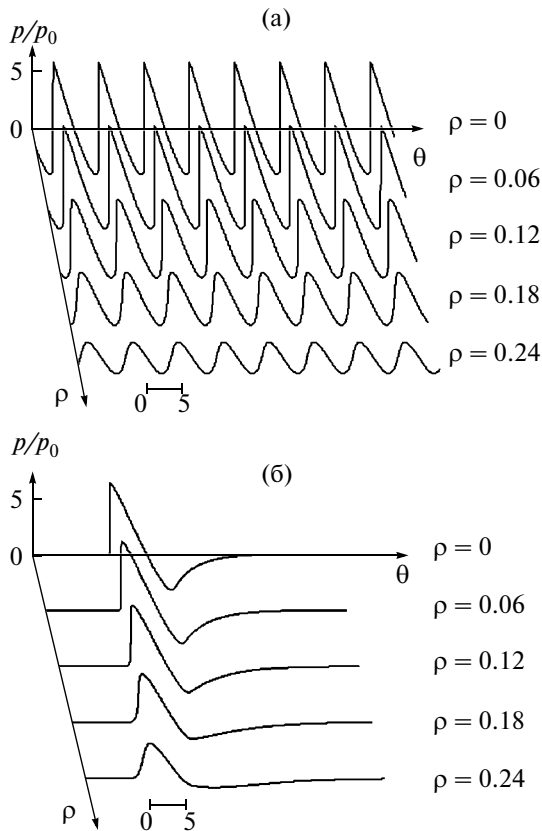 (а)
p/p₀
5
0
θ
ρ = 0
ρ = 0.06
ρ = 0.12
ρ = 0.18
ρ = 0.24
ρ
0 5
(б)
p/p₀
5
0
θ
ρ = 0
ρ = 0.06
ρ = 0.12
ρ = 0.18
ρ = 0.24
ρ
0 5